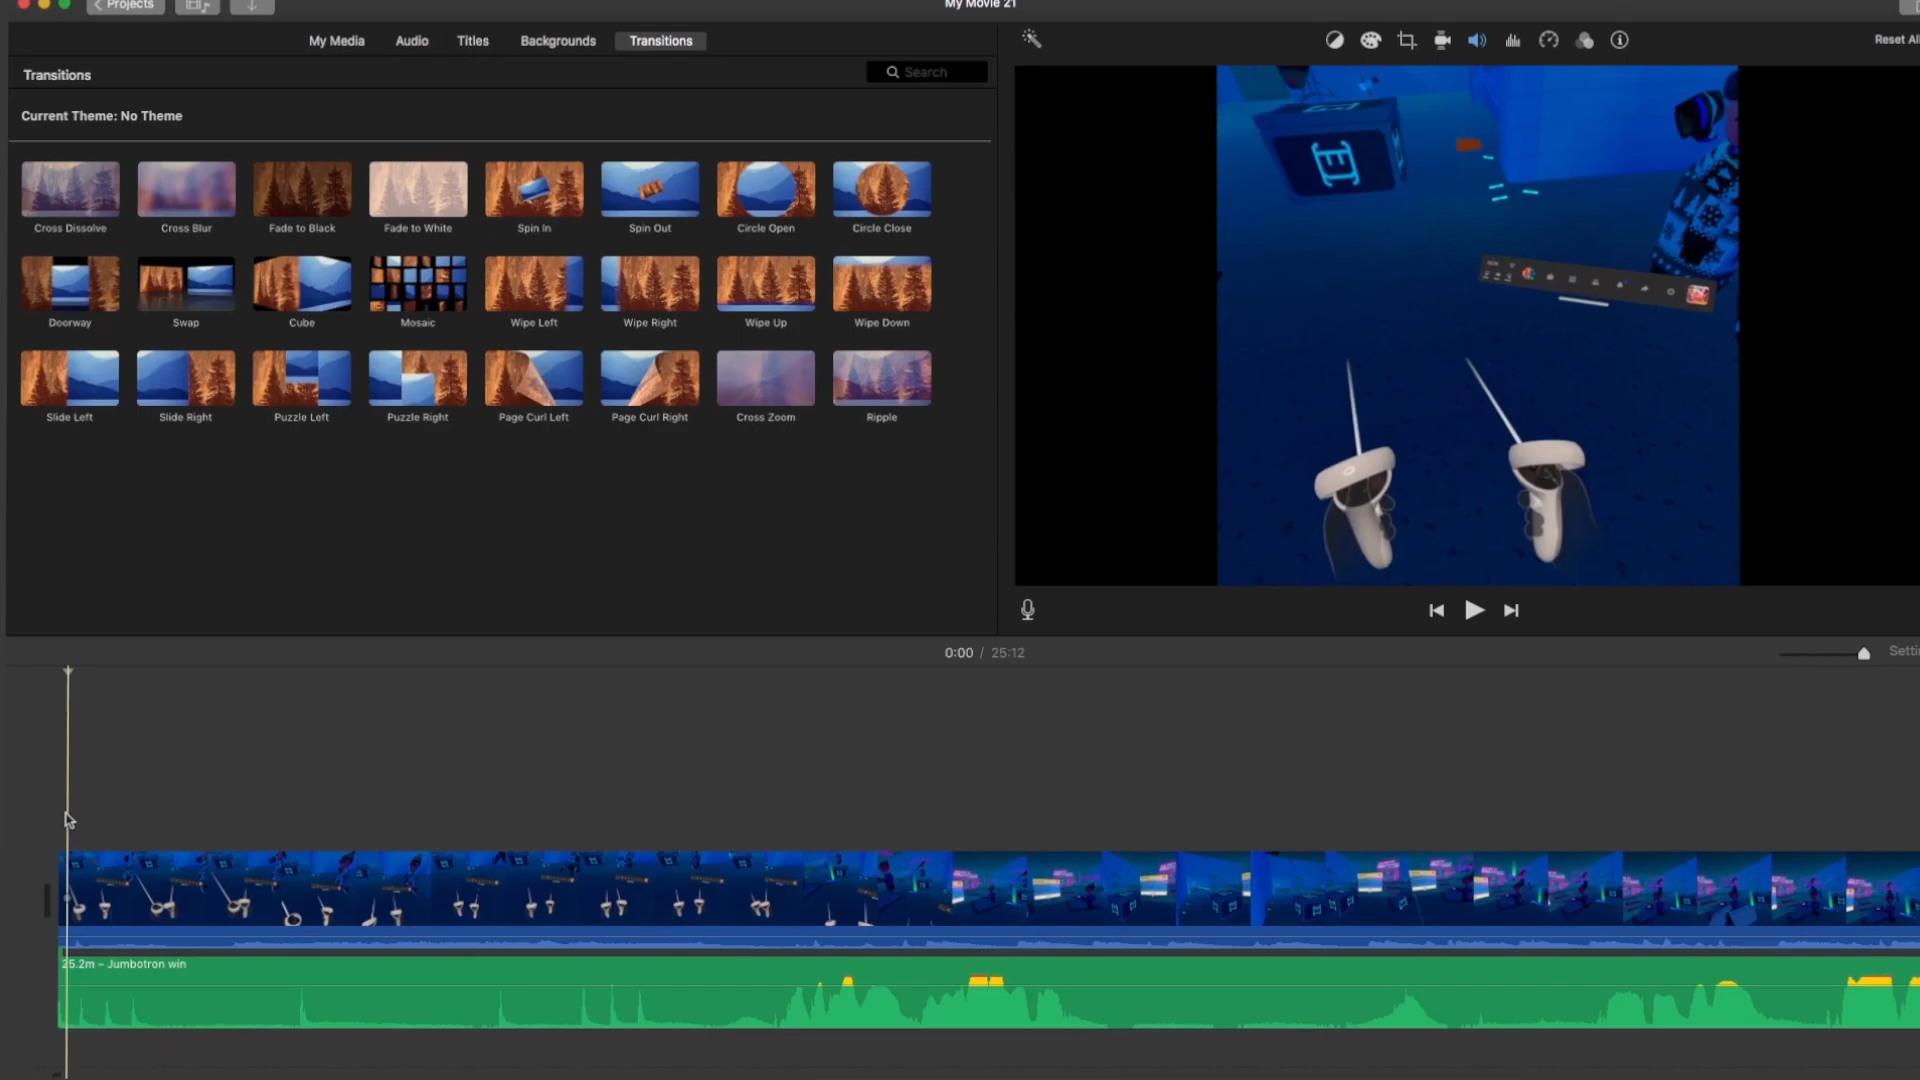 Projects
My Movie 21
My Media
Audio
Titles
Backgrounds
Transitions
Reset All
Transitions
Search
Current Theme: No Theme
Cross Dissolve
Cross Blur
Fade to Black
Fade to White
Spin In
Spin Out
Circle Open
Circle Close
Doorway
Swap
Cube
Mosaic
Wipe Left
Wipe Right
Wipe Up
Wipe Down
Slide Left
Slide Right
Puzzle Left
Puzzle Right
Page Curl Left
Page Curl Right
Cross Zoom
Ripple
0:00 / 25:12
Setti
25.2m – Jumbotron win